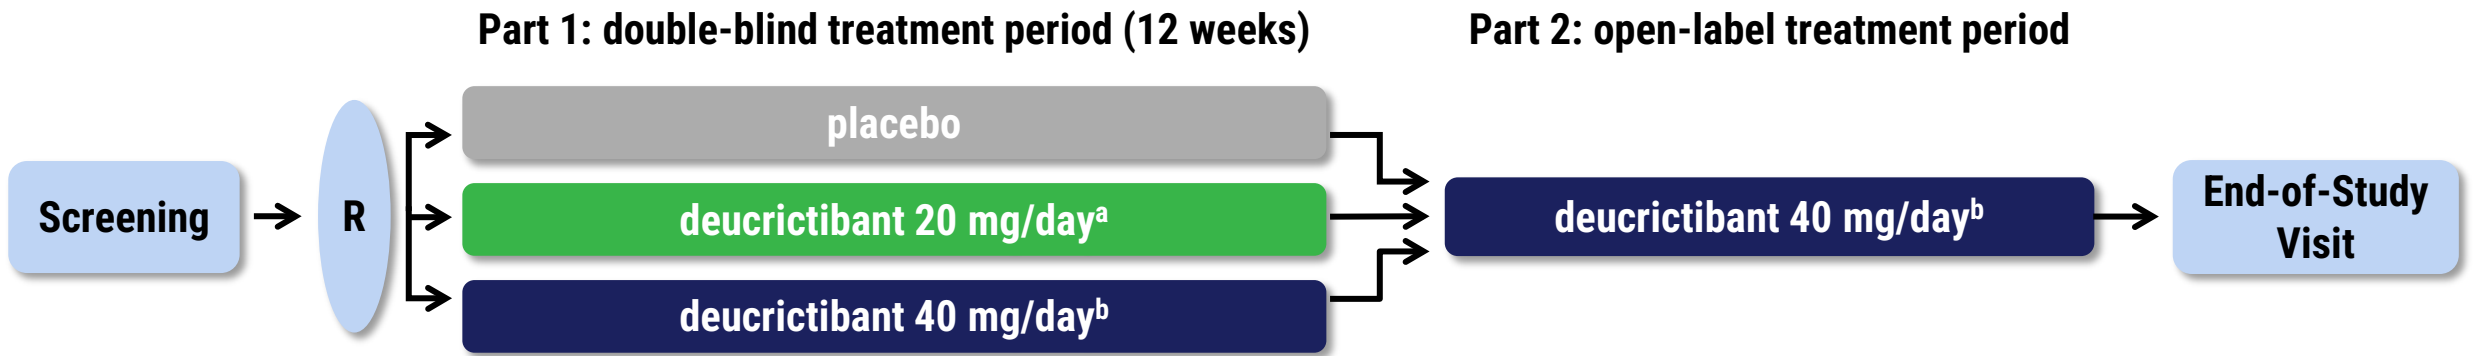 Part 1: double-blind treatment period (12 weeks)
Part 2: open-label treatment period
Screening
R
placebo
deucrictibant 20 mg/dayᵃ
deucrictibant 40 mg/dayᵇ
deucrictibant 40 mg/dayᵇ
End-of-Study
Visit